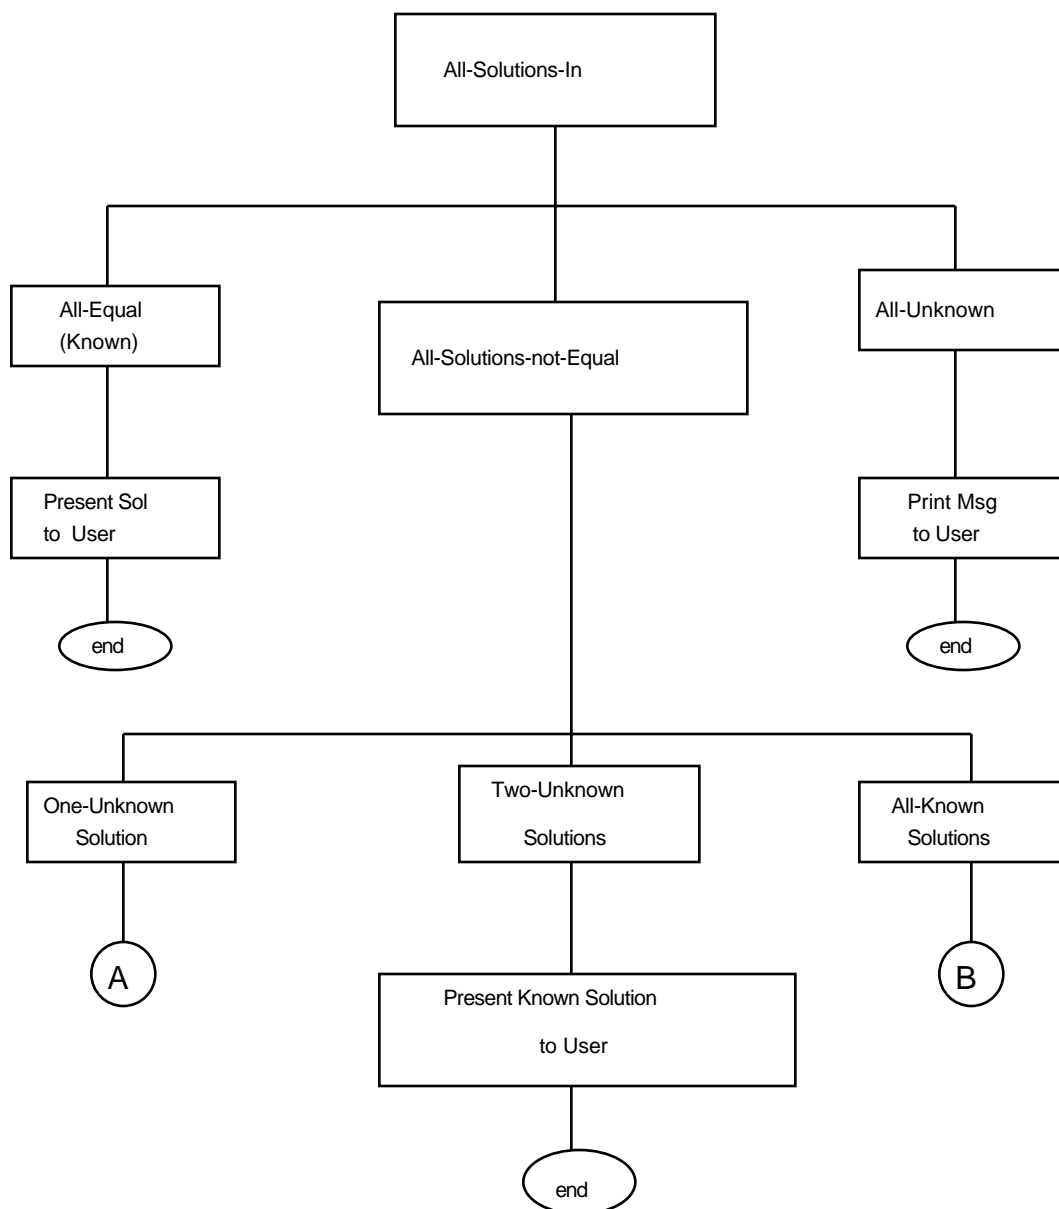 All-Solutions-In
All-Equal
(Known)
All-Solutions-not-Equal
All-Unknown
Present Sol
to User
Print Msg
to User
end
end
One-Unknown
Solution
Two-Unknown
Solutions
All-Known
Solutions
A
B
Present Known Solution
to User
end